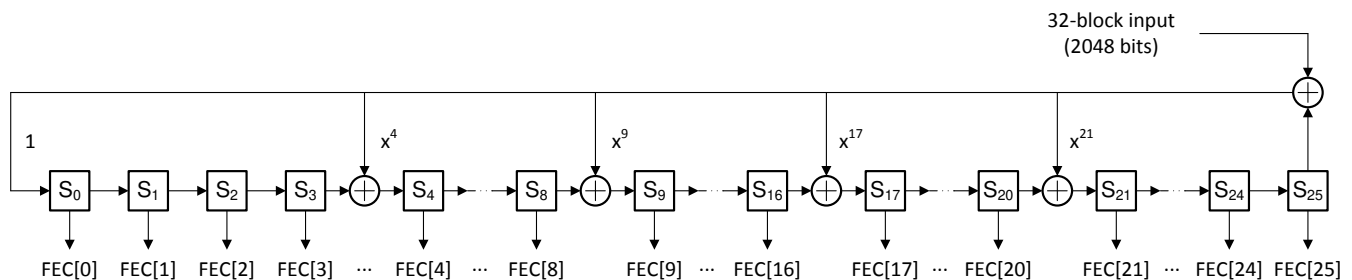 32-block input
(2048 bits)
1 x⁴ x⁹ x¹⁷ x²¹
S₀ S₁ S₂ S₃ S₄ ... S₈ S₉ ... S₁₆ S₁₇ ... S₂₀ S₂₁ ... S₂₄ S₂₅
FEC[0] FEC[1] FEC[2] FEC[3] ... FEC[4] ... FEC[8] FEC[9] ... FEC[16] FEC[17] ... FEC[20] FEC[21] ... FEC[24] FEC[25]